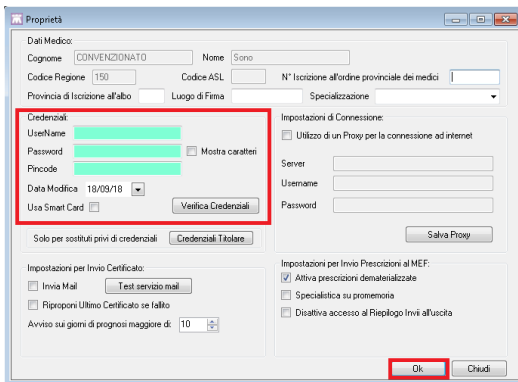 Proprietà
Dati Medico:
Cognome CONVENZIONATO Nome Sono
Codice Regione 150 Codice ASL N° Iscrizione all'ordine provinciale dei medici
Provincia di Iscrizione all'albo Luogo di Firma Specializzazione
Credenziali:
UserName
Password Mostra caratteri
Pincode
Data Modifica 18/09/18
Usa Smart Card Verifica Credenziali
Solo per sostituti privi di credenziali Credenziali Titolare
Impostazioni per Invio Certificato:
Invia Mail Test servizio mail
Riproponi Ultimo Certificato se fallito
Avviso sui giorni di prognosi maggiore di: 10
Impostazioni di Connessione:
Utilizzo di un Proxy per la connessione ad internet
Server
Username
Password
Salva Proxy
Impostazioni per Invio Prescrizioni al MEF:
Attiva prescrizioni dematerializzate
Specialistica su promemoria
Disattiva accesso al Riepilogo Invii all'uscita
Ok Chiudi